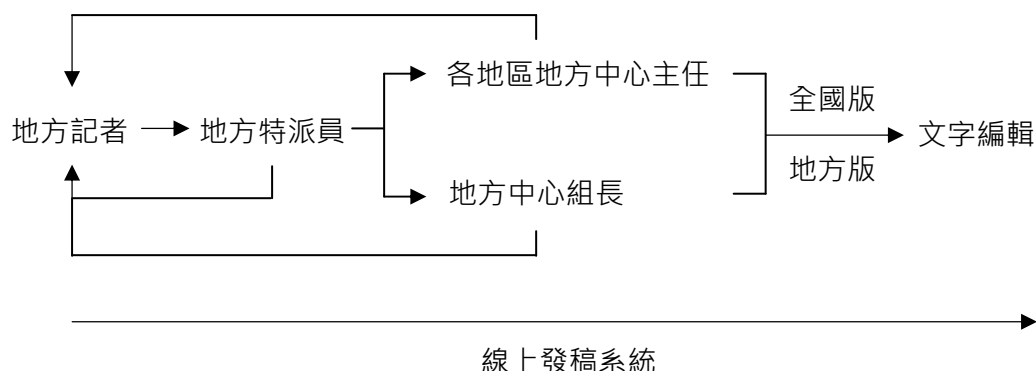 各地區地方中心主任
全國版
地方記者
地方特派員
文字編輯
地方版
地方中心組長
線上發稿系統